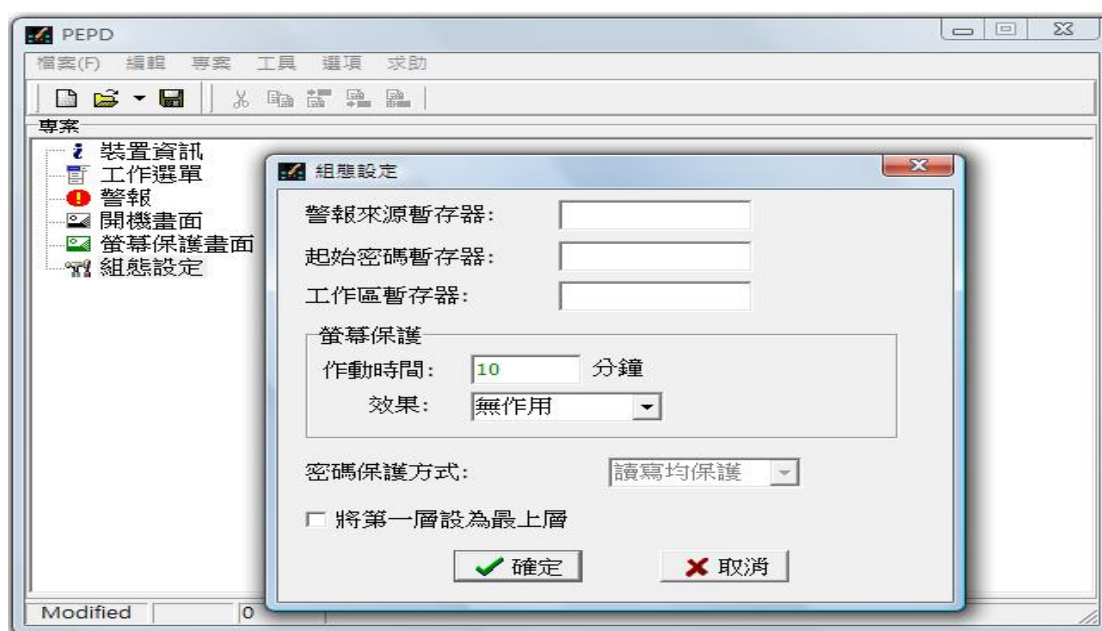 PEPD
檔案(F) 編輯 專案 工具 選項 求助
專案
裝置資訊
工作選單
警報
開機畫面
螢幕保護畫面
組態設定
組態設定
警報來源暫存器:
起始密碼暫存器:
工作區暫存器:
螢幕保護
作動時間: 10 分鐘
效果: 無作用
密碼保護方式: 讀寫均保護
將第一層設為最上層
確定 取消
Modified 0